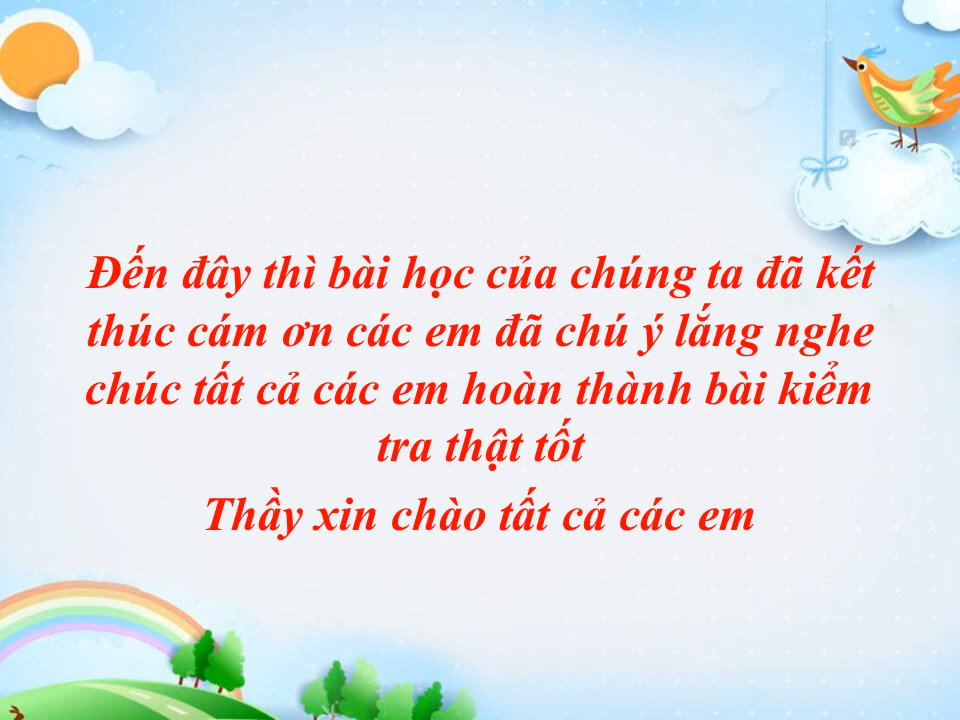 Đến đây thì bài học của chúng ta đã kết
thúc cám ơn các em đã chú ý lắng nghe
chúc tất cả các em hoàn thành bài kiểm
tra thật tốt
Thầy xin chào tất cả các em